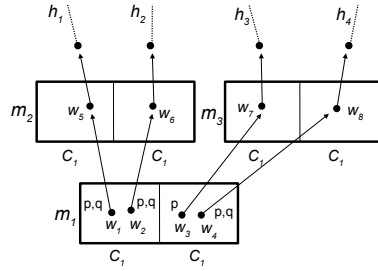 h₁ h₂ h₃ h₄
m₂ w₅ w₆ m₃ w₇ w₈
C₁ C₁ C₁ C₁
p,q p,q p p,q
m₁ w₁ w₂ w₃ w₄
C₁ C₁